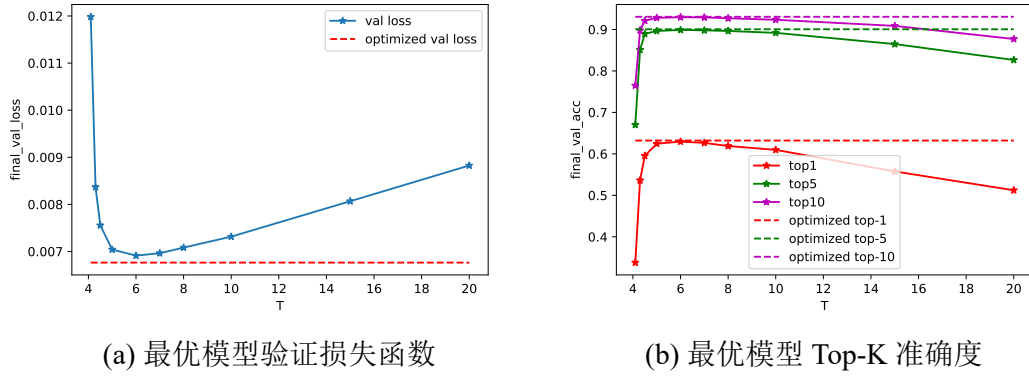 0.012
0.011
0.010
0.009
0.008
0.007
final_val_loss
4 6 8 10 12 14 16 18 20
T
val loss
optimized val loss
(a) 最优模型验证损失函数
0.9
0.8
0.7
0.6
0.5
0.4
final_val_acc
4 6 8 10 12 14 16 18 20
T
top1
top5
top10
optimized top-1
optimized top-5
optimized top-10
(b) 最优模型 Top-K 准确度